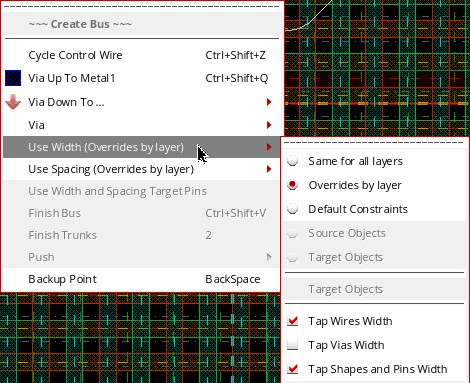 ~~~ Create Bus ~~~
Cycle Control Wire Ctrl+Shift+Z
Via Up To Metal1 Ctrl+Shift+Q
Via Down To ...
Via
Use Width (Overrides by layer)
Use Spacing (Overrides by layer)
Use Width and Spacing Target Pins
Finish Bus Ctrl+Shift+V
Finish Trunks 2
Push
Backup Point BackSpace
Same for all layers
Overrides by layer
Default Constraints
Source Objects
Target Objects
Target Objects
Tap Wires Width
Tap Vias Width
Tap Shapes and Pins Width